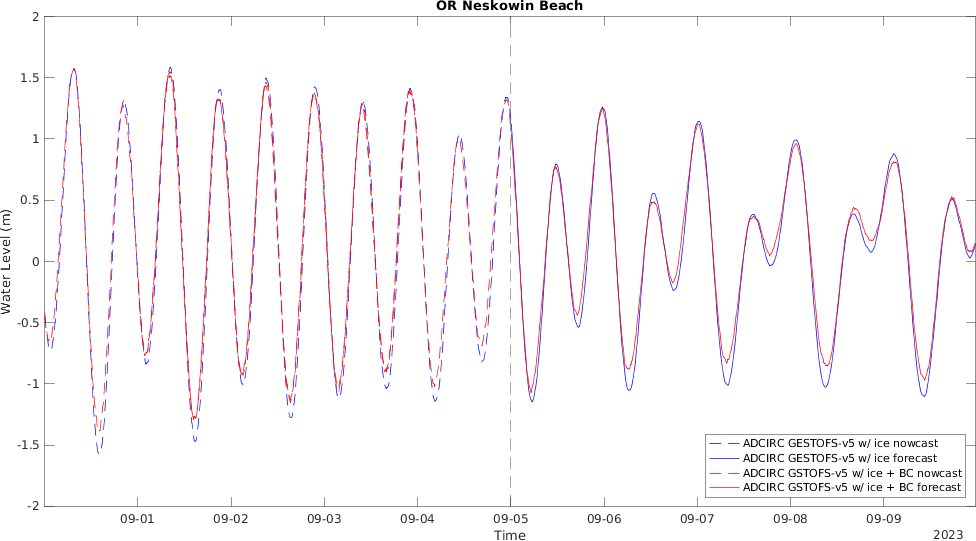 OR Neskowin Beach
2
1.5
1
0.5
0
-0.5
-1
-1.5
-2
Water Level (m)
ADCIRC GESTOFS-v5 w/ ice nowcast
ADCIRC GESTOFS-v5 w/ ice forecast
ADCIRC GSTOFS-v5 w/ ice + BC nowcast
ADCIRC GSTOFS-v5 w/ ice + BC forecast
09-01 09-02 09-03 09-04 09-05 09-06 09-07 09-08 09-09
Time
2023